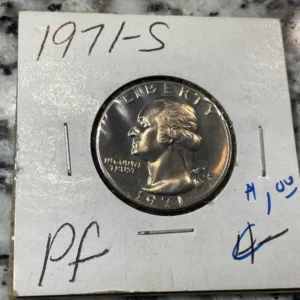 1971-S
LIBERTY
IN GOD WE
TRUST
1971
A 1.00
Pf